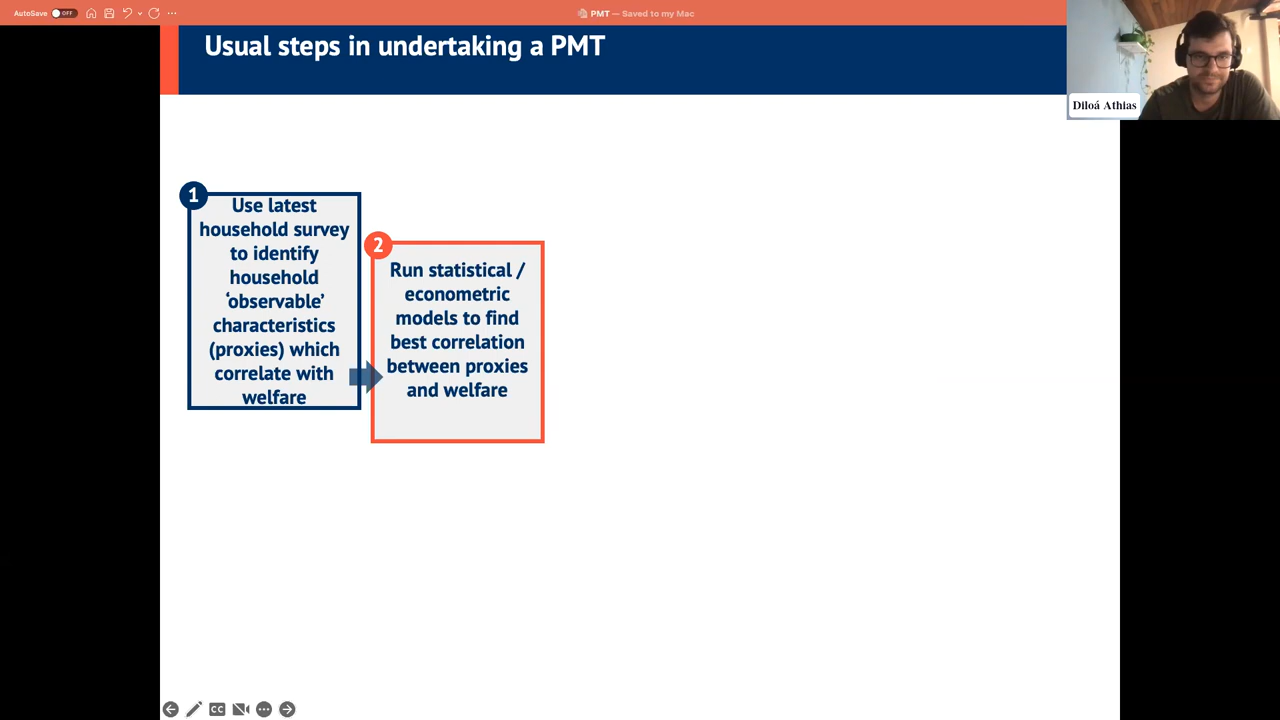 AutoSave OFF
PMT — Saved to my Mac
Usual steps in undertaking a PMT
Diloá Athias
1
Use latest
household survey
to identify
household
‘observable’
characteristics
(proxies) which
correlate with
welfare
2
Run statistical /
econometric
models to find
best correlation
between proxies
and welfare
CC